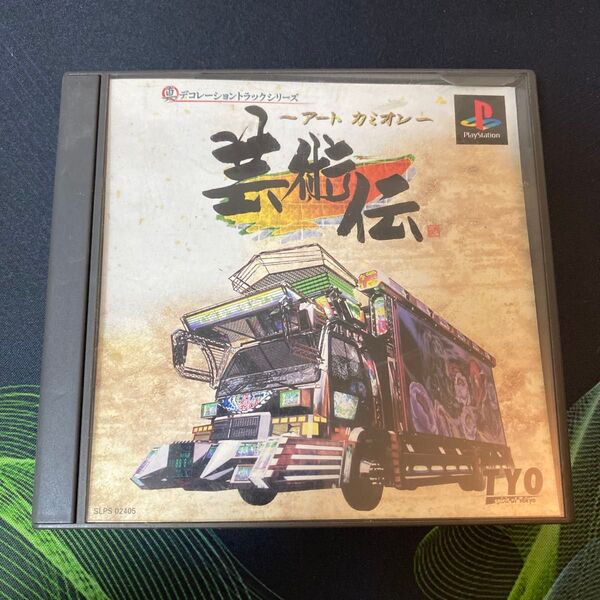 真 デコレーショントラックシリーズ
ーアート カミオンー
芸術伝
PlayStation
TYO
SLPS 02405